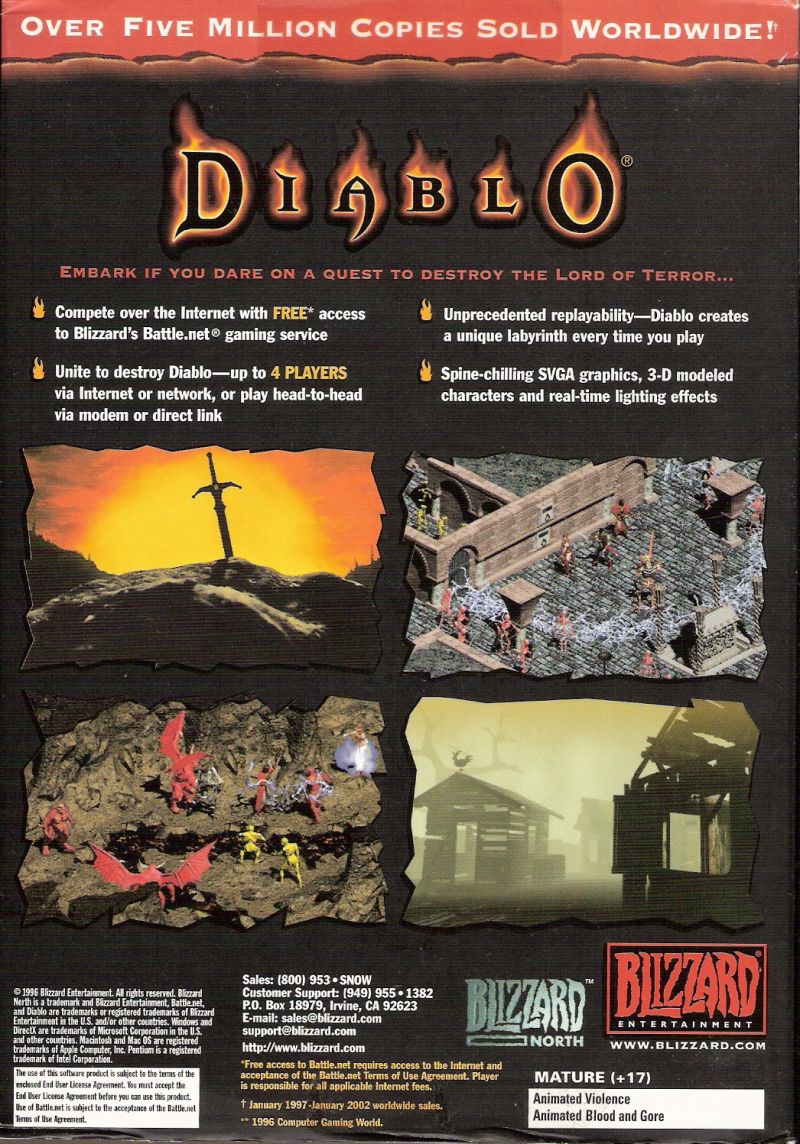 OVER FIVE MILLION COPIES SOLD WORLDWIDE!†
DIABLO®
EMBARK IF YOU DARE ON A QUEST TO DESTROY THE LORD OF TERROR...
Compete over the Internet with FREE* access
to Blizzard's Battle.net® gaming service
Unite to destroy Diablo—up to 4 PLAYERS
via Internet or network, or play head-to-head
via modem or direct link
Unprecedented replayability—Diablo creates
a unique labyrinth every time you play
Spine-chilling SVGA graphics, 3-D modeled
characters and real-time lighting effects
© 1996 Blizzard Entertainment. All rights reserved. Blizzard
North is a trademark and Blizzard Entertainment, Battle.net,
and Diablo are trademarks or registered trademarks of Blizzard
Entertainment in the U.S. and/or other countries. Windows and
DirectX are trademarks of Microsoft Corporation in the U.S.
and other countries. Macintosh and Mac OS are registered
trademarks of Apple Computer, Inc. Pentium is a registered
trademark of Intel Corporation.
The use of this software product is subject to the terms of the
enclosed End User License Agreement. You must accept the
End User License Agreement before you can use this product.
Use of Battle.net is subject to the acceptance of the Battle.net
Terms of Use Agreement.
Sales: (800) 953•SNOW
Customer Support: (949) 955•1382
P.O. Box 18979, Irvine, CA 92623
E-mail: sales@blizzard.com
support@blizzard.com
http://www.blizzard.com
*Free access to Battle.net requires access to the Internet and
acceptance of the Battle.net Terms of Use Agreement. Player
is responsible for all applicable Internet fees.
† January 1997-January 2002 worldwide sales.
** 1996 Computer Gaming World.
BLIZZARD™
NORTH
BLIZZARD®
ENTERTAINMENT
WWW.BLIZZARD.COM
MATURE (+17)
Animated Violence
Animated Blood and Gore